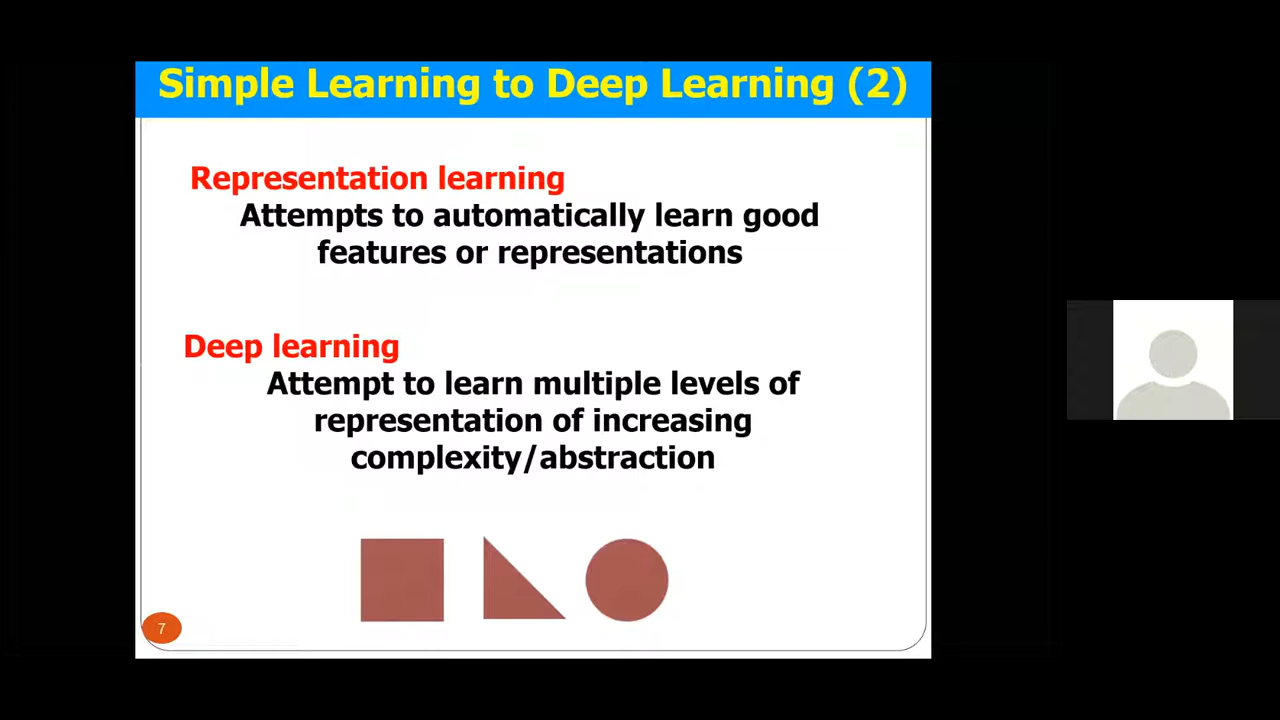 Simple Learning to Deep Learning (2)
Representation learning
Attempts to automatically learn good
features or representations
Deep learning
Attempt to learn multiple levels of
representation of increasing
complexity/abstraction
7